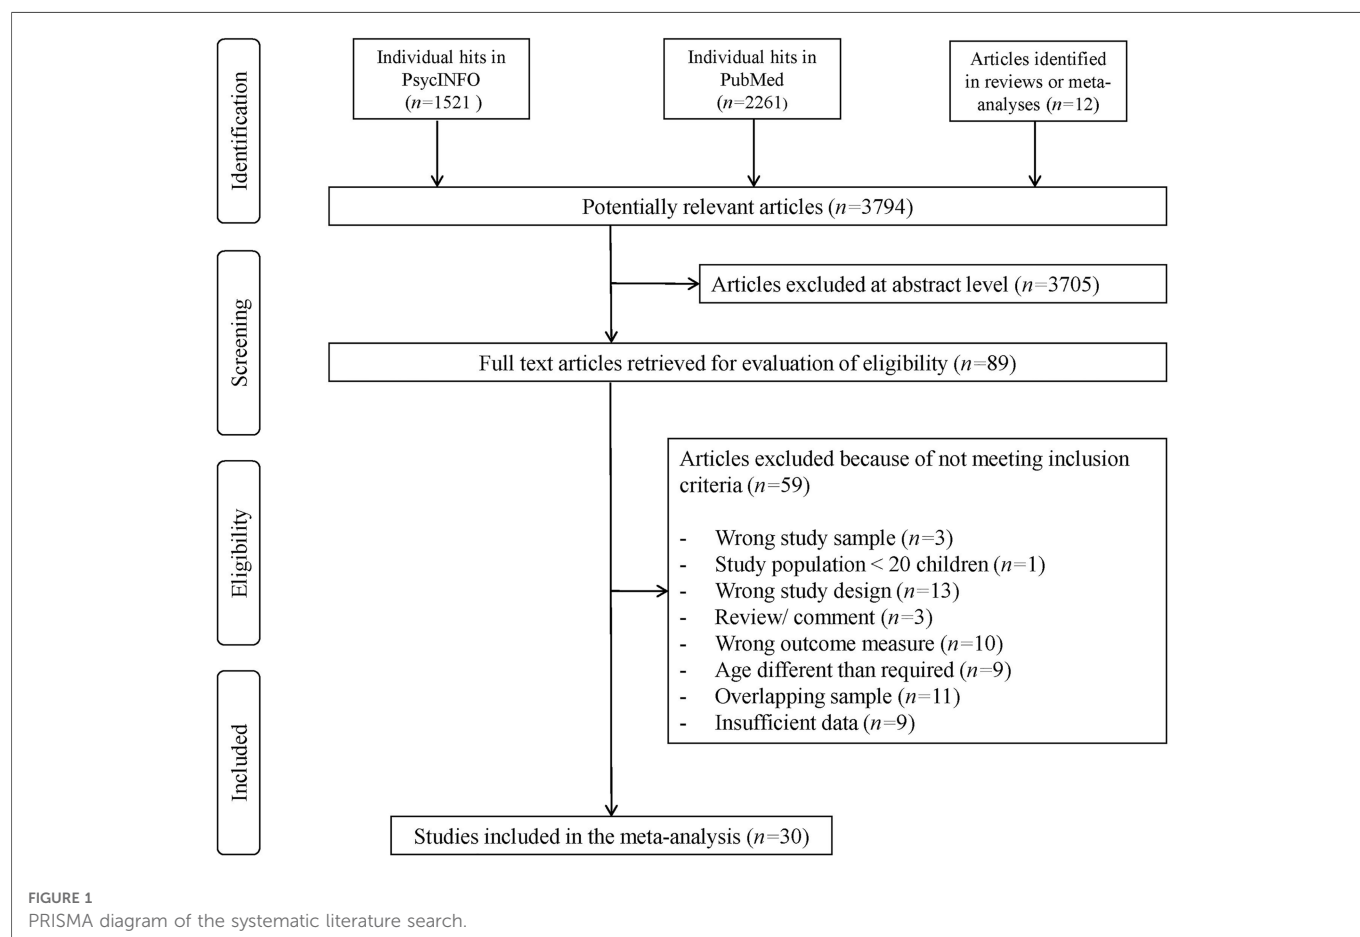 Identification
Individual hits in
PsycINFO
(n=1521 )
Individual hits in
PubMed
(n=2261)
Articles identified
in reviews or meta-
analyses (n=12)
Potentially relevant articles (n=3794)
Screening
Articles excluded at abstract level (n=3705)
Full text articles retrieved for evaluation of eligibility (n=89)
Eligibility
Articles excluded because of not meeting inclusion
criteria (n=59)
- Wrong study sample (n=3)
- Study population < 20 children (n=1)
- Wrong study design (n=13)
- Review/ comment (n=3)
- Wrong outcome measure (n=10)
- Age different than required (n=9)
- Overlapping sample (n=11)
- Insufficient data (n=9)
Included
Studies included in the meta-analysis (n=30)
FIGURE 1
PRISMA diagram of the systematic literature search.